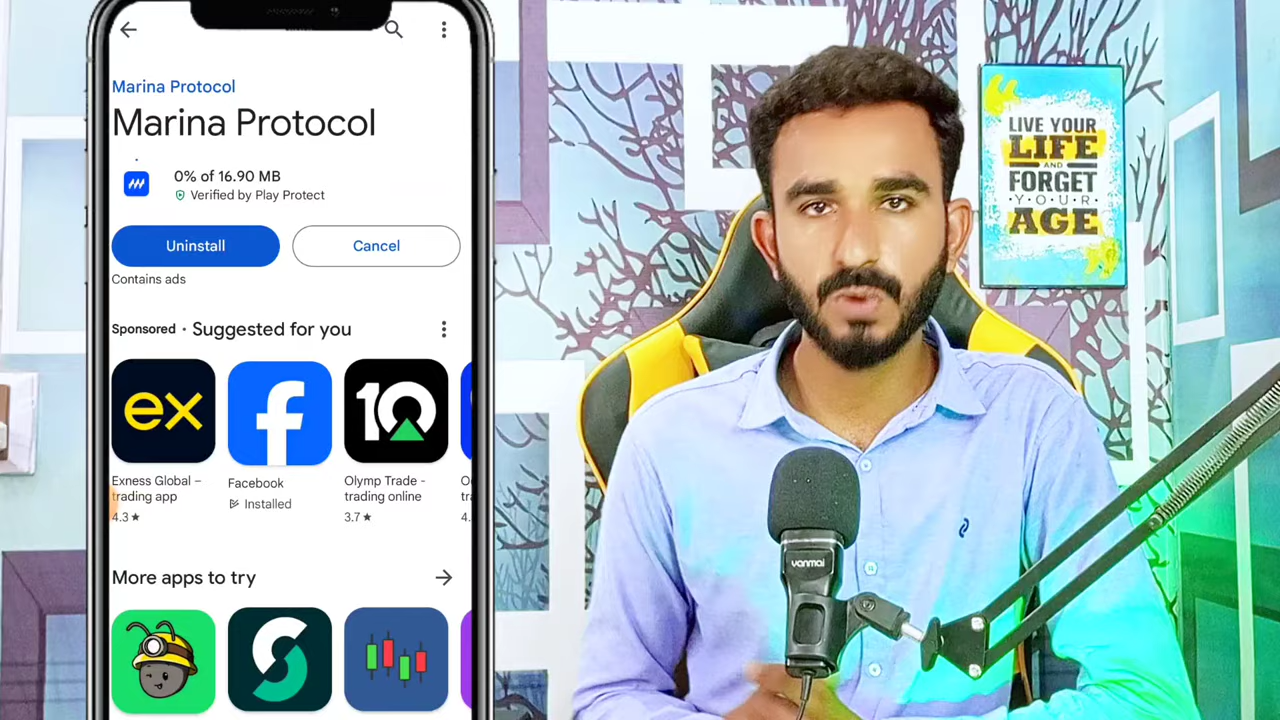 Marina Protocol
Marina Protocol
0% of 16.90 MB
Verified by Play Protect
Uninstall
Cancel
Contains ads
Sponsored • Suggested for you
ex
f
10
Exness Global –
trading app
4.3★
Facebook
Installed
Olymp Trade -
trading online
3.7★
4.
More apps to try
LIVE YOUR
LIFE
AND
FORGET
YOUR
AGE
vanmai